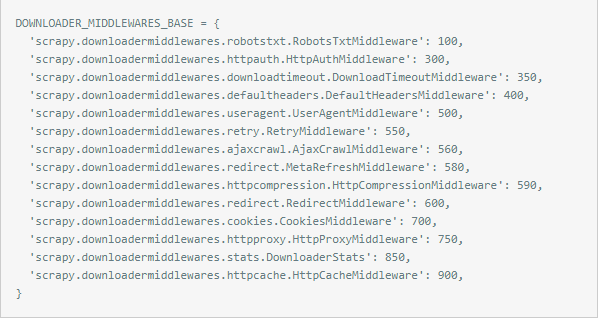 DOWNLOADER_MIDDLEWARES_BASE = {
'scrapy.downloadermiddlewares.robotstxt.RobotsTxtMiddleware': 100,
'scrapy.downloadermiddlewares.httpauth.HttpAuthMiddleware': 300,
'scrapy.downloadermiddlewares.downloadtimeout.DownloadTimeoutMiddleware': 350,
'scrapy.downloadermiddlewares.defaultheaders.DefaultHeadersMiddleware': 400,
'scrapy.downloadermiddlewares.useragent.UserAgentMiddleware': 500,
'scrapy.downloadermiddlewares.retry.RetryMiddleware': 550,
'scrapy.downloadermiddlewares.ajaxcrawl.AjaxCrawlMiddleware': 560,
'scrapy.downloadermiddlewares.redirect.MetaRefreshMiddleware': 580,
'scrapy.downloadermiddlewares.httpcompression.HttpCompressionMiddleware': 590,
'scrapy.downloadermiddlewares.redirect.RedirectMiddleware': 600,
'scrapy.downloadermiddlewares.cookies.CookiesMiddleware': 700,
'scrapy.downloadermiddlewares.httpproxy.HttpProxyMiddleware': 750,
'scrapy.downloadermiddlewares.stats.DownloaderStats': 850,
'scrapy.downloadermiddlewares.httpcache.HttpCacheMiddleware': 900,
}